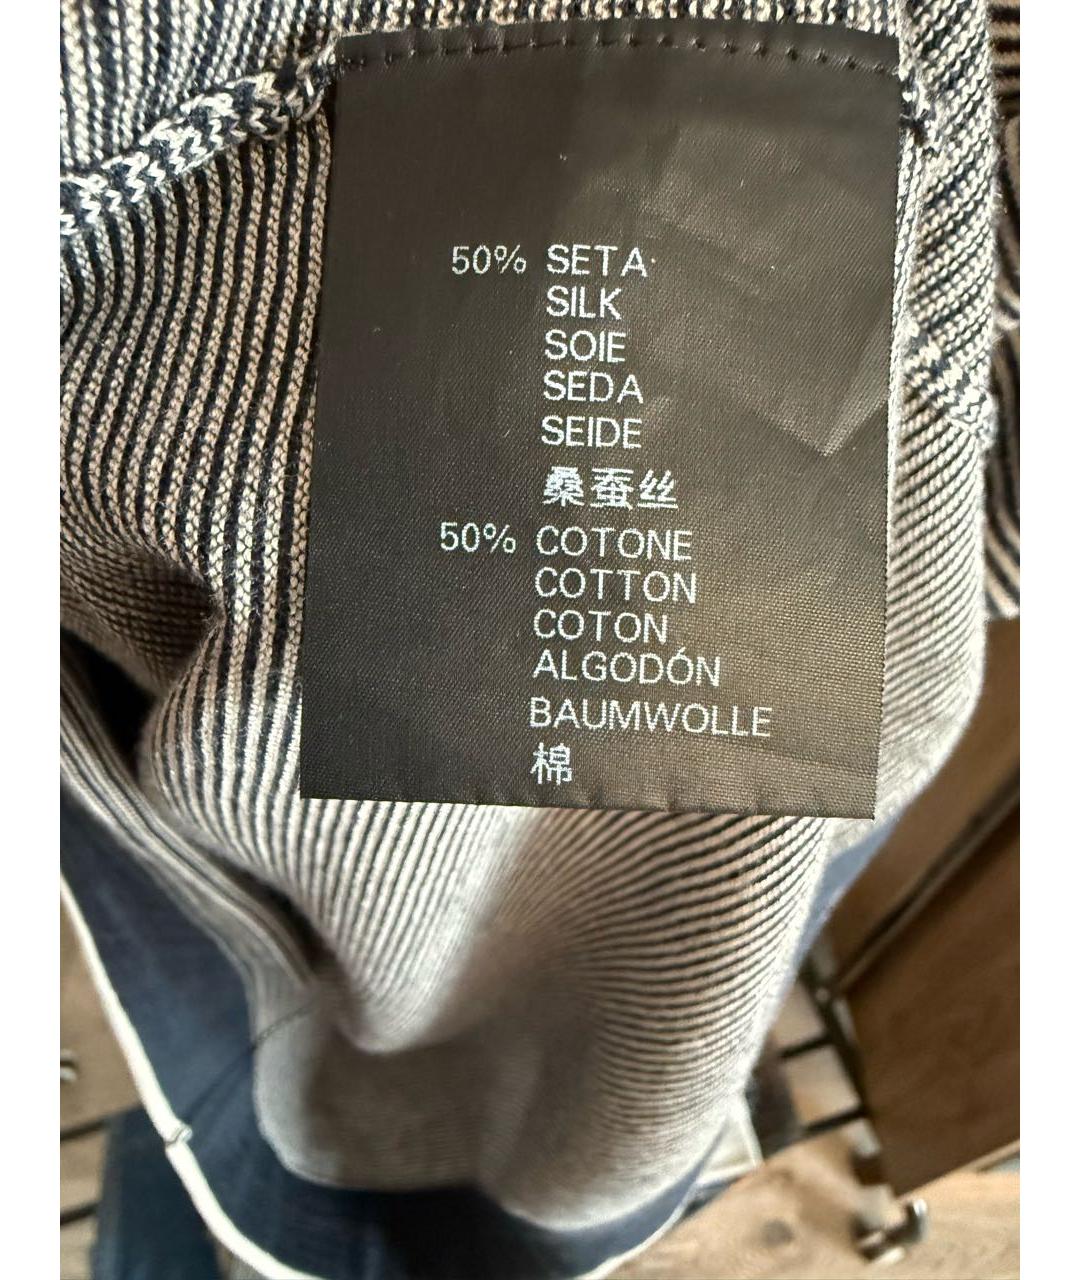 50% SETA
SILK
SOIE
SEDA
SEIDE
桑蚕丝
50% COTONE
COTTON
COTON
ALGODÓN
BAUMWOLLE
棉